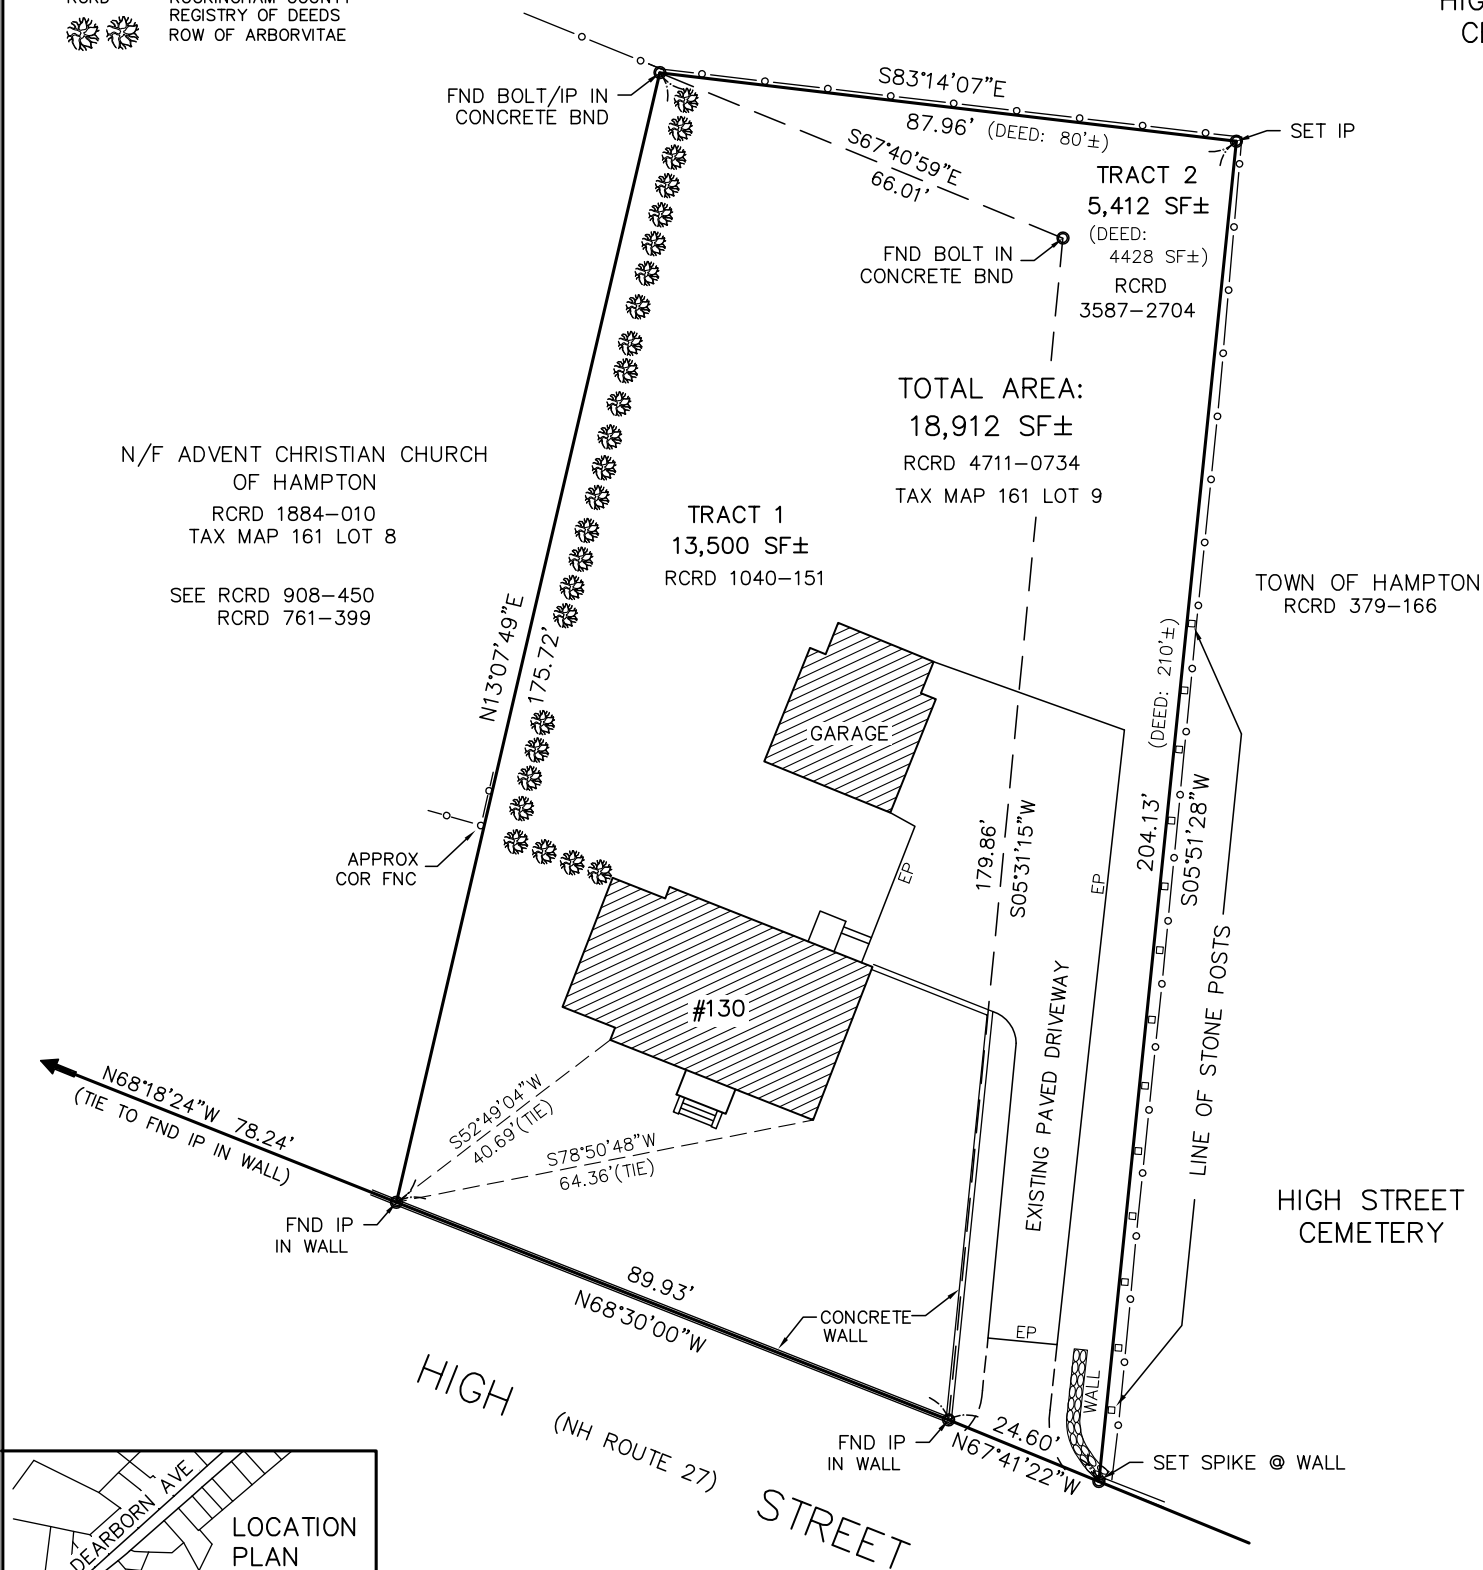 REGISTRY OF DEEDS
ROW OF ARBORVITAE
FND BOLT/IP IN
CONCRETE BND
S83°14'07"E
87.96' (DEED: 80'±)
SET IP
S67°40'59"E
66.01'
TRACT 2
5,412 SF±
(DEED:
4428 SF±)
RCRD
3587-2704
FND BOLT IN
CONCRETE BND
TOTAL AREA:
18,912 SF±
RCRD 4711-0734
TAX MAP 161 LOT 9
N/F ADVENT CHRISTIAN CHURCH
OF HAMPTON
RCRD 1884-010
TAX MAP 161 LOT 8
SEE RCRD 908-450
RCRD 761-399
TRACT 1
13,500 SF±
RCRD 1040-151
TOWN OF HAMPTON
RCRD 379-166
N13°07'49"E
175.72'
(DEED: 210'±)
204.13'
S05°51'28"W
GARAGE
179.86'
S05°31'15"W
EP
EP
APPROX
COR FNC
#130
EXISTING PAVED DRIVEWAY
LINE OF STONE POSTS
N68°18'24"W 78.24'
(TIE TO FND IP IN WALL)
S52°49'04"W
40.69'(TIE)
S78°50'48"W
64.36'(TIE)
FND IP
IN WALL
HIGH STREET
CEMETERY
89.93'
N68°30'00"W
CONCRETE
WALL
EP
WALL
HIGH (NH ROUTE 27) STREET
FND IP
IN WALL
24.60'
N67°41'22"W
SET SPIKE @ WALL
DEARBORN AVE
LOCATION
PLAN